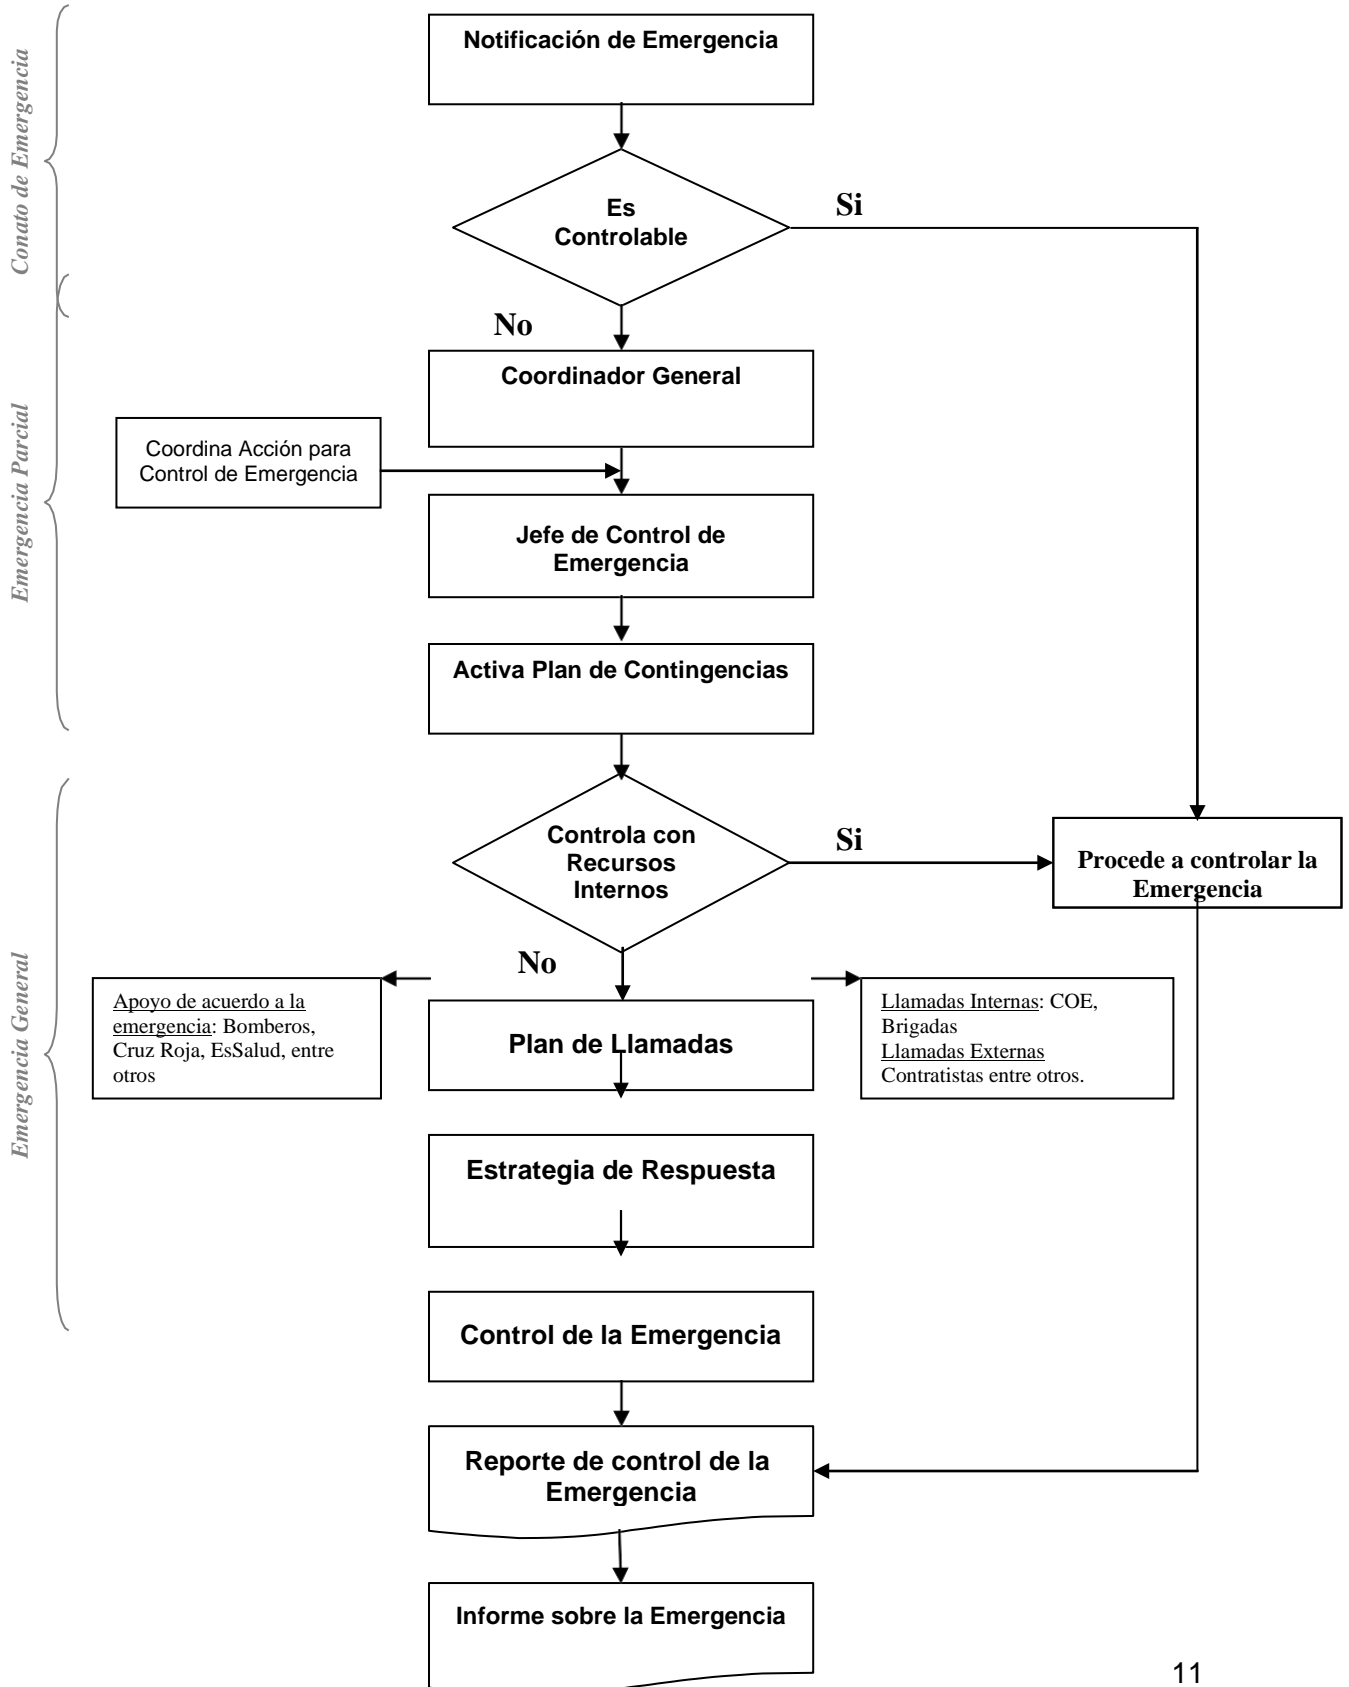 Conato de Emergencia
Notificación de Emergencia
Es
Controlable
Si
No
Coordinador General
Emergencia Parcial
Coordina Acción para
Control de Emergencia
Jefe de Control de
Emergencia
Activa Plan de Contingencias
Controla con
Recursos
Internos
Si
Procede a controlar la
Emergencia
No
Emergencia General
Apoyo de acuerdo a la
emergencia: Bomberos,
Cruz Roja, EsSalud, entre
otros
Plan de Llamadas
Llamadas Internas: COE,
Brigadas
Llamadas Externas
Contratistas entre otros.
Estrategia de Respuesta
Control de la Emergencia
Reporte de control de la
Emergencia
Informe sobre la Emergencia
11